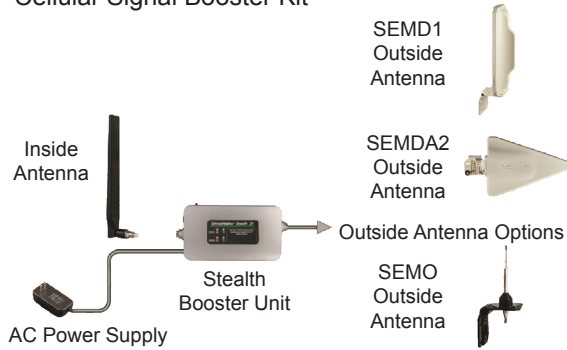 Cellular Signal Booster Kit
SEMD1
Outside
Antenna
Inside
Antenna
SEMDA2
Outside
Antenna
Outside Antenna Options
Stealth
Booster Unit
SEMO
Outside
Antenna
AC Power Supply